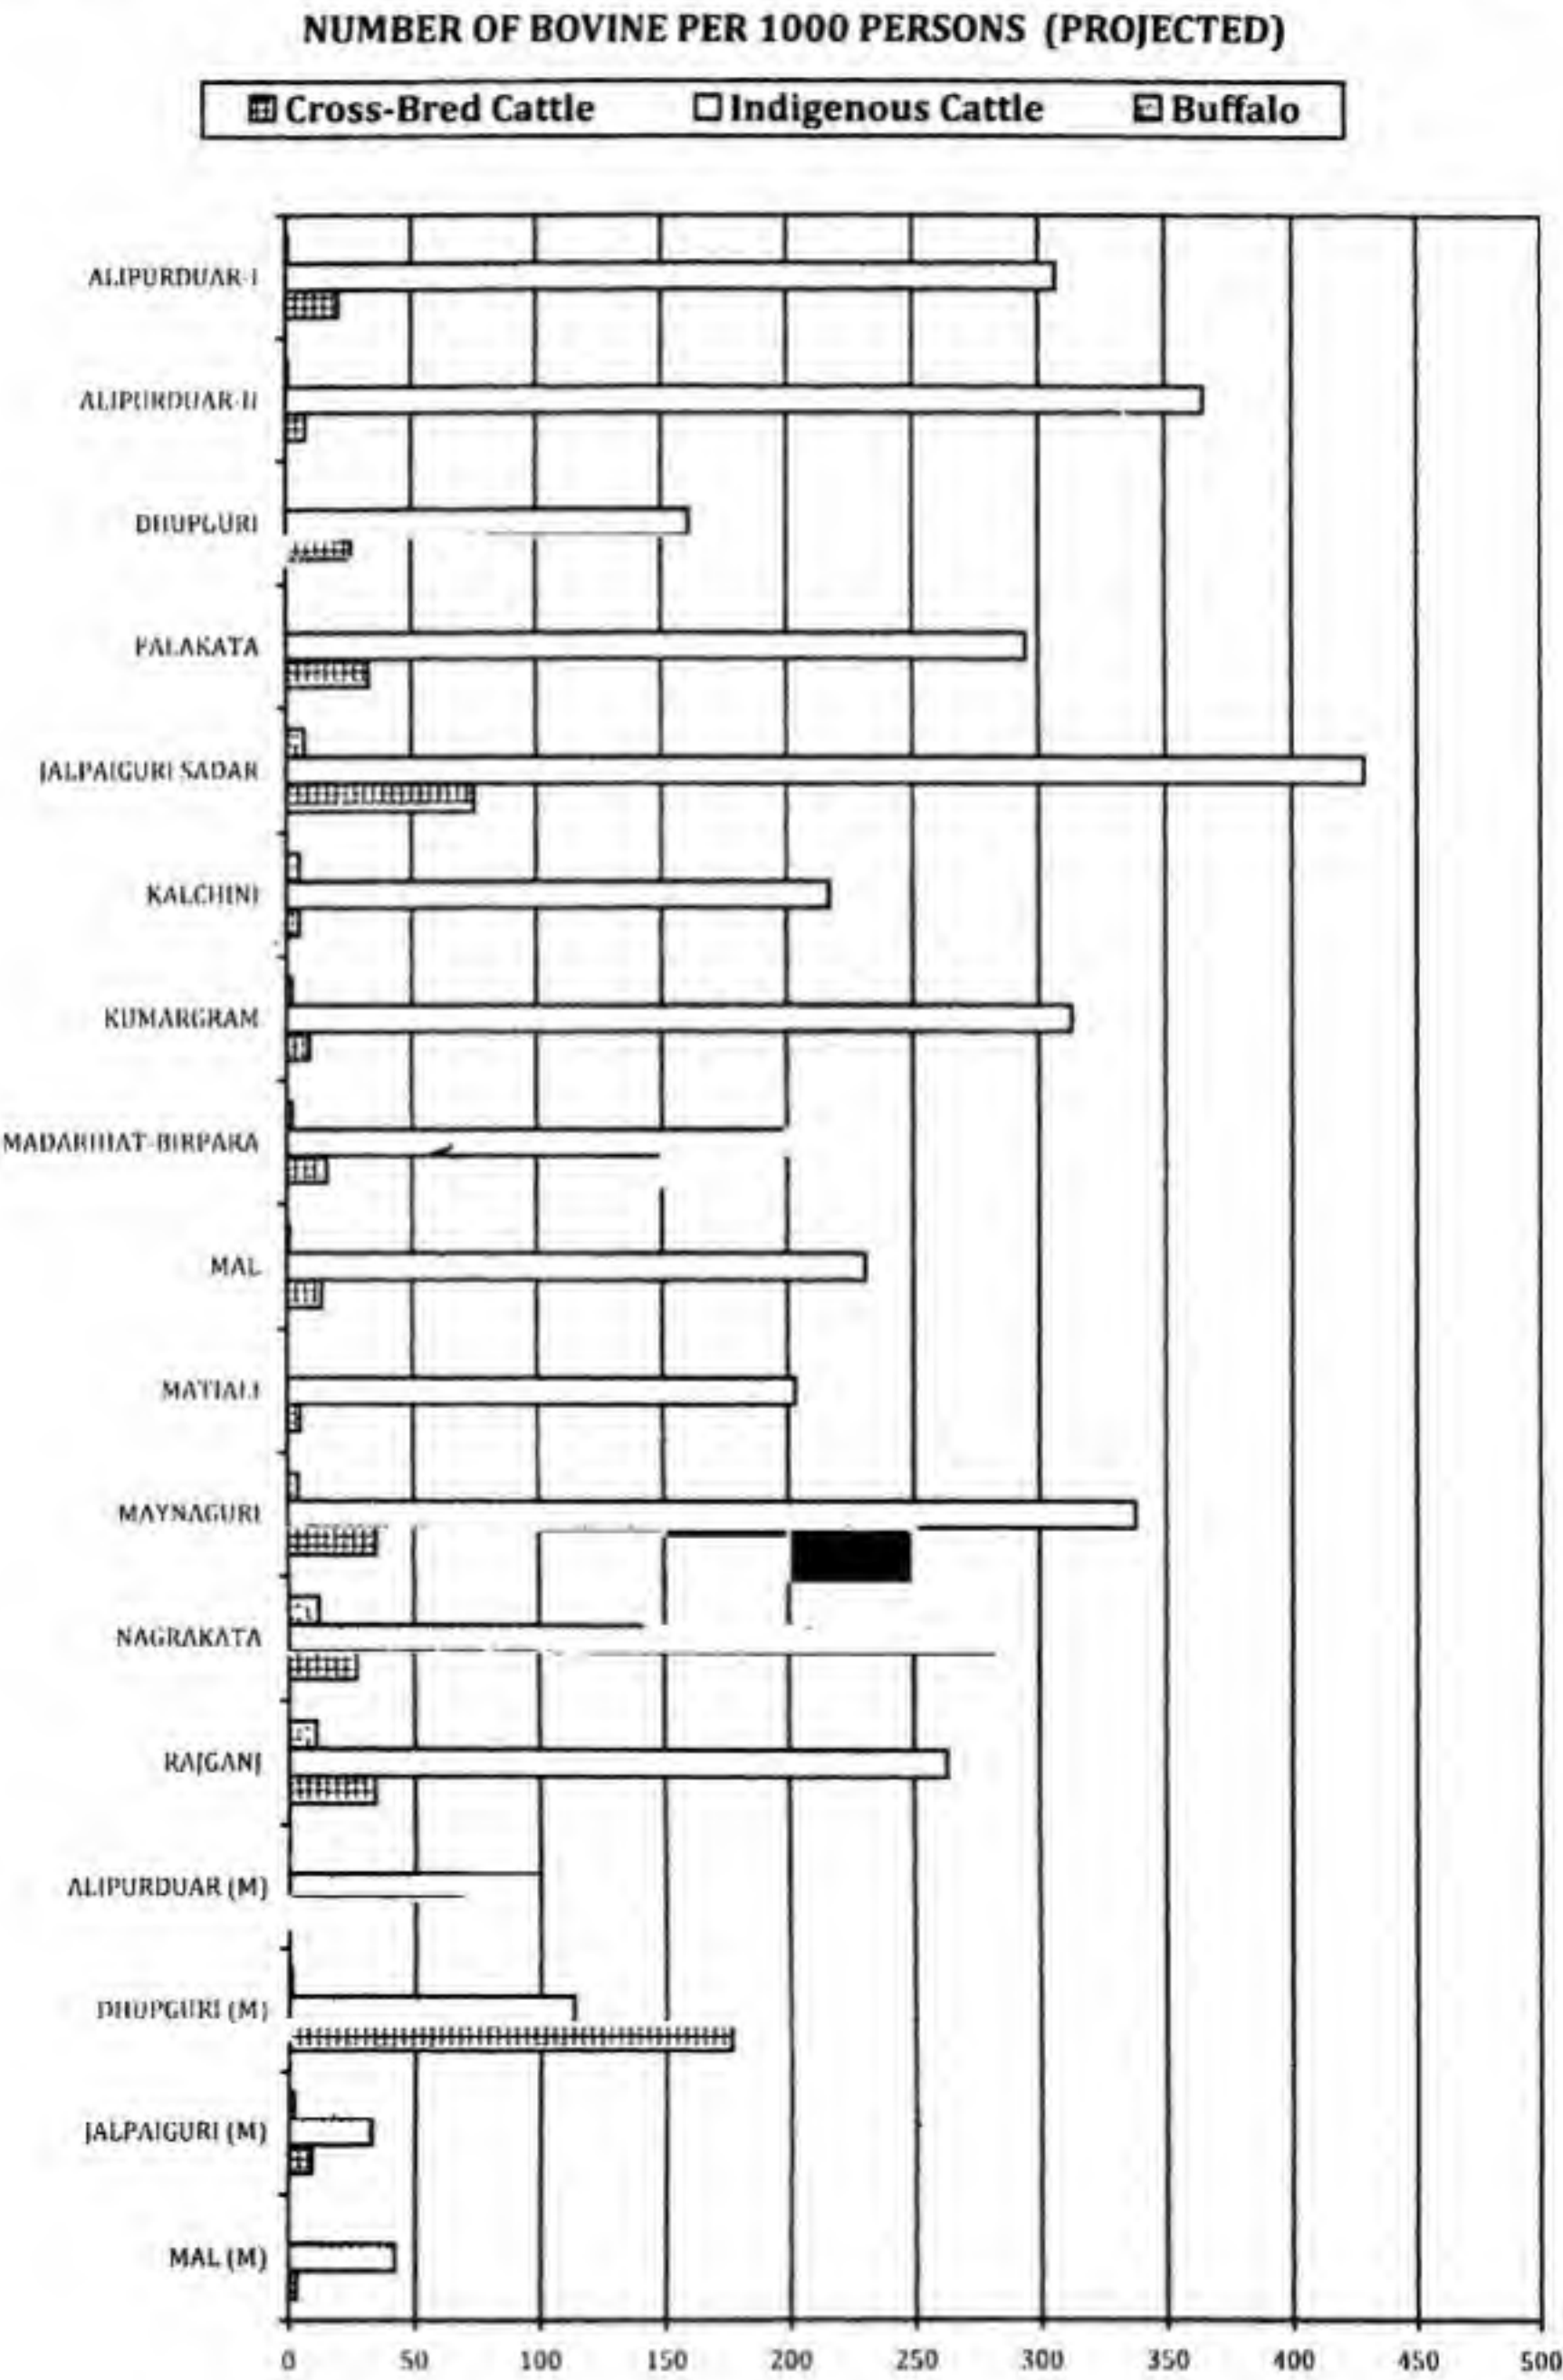 NUMBER OF BOVINE PER 1000 PERSONS (PROJECTED)
Cross-Bred Cattle Indigenous Cattle Buffalo
ALIPURDUAR-I
ALIPURDUAR-II
DHUPGURI
FALAKATA
JALPAIGURI SADAR
KALCHINI
KUMARGRAM
MADARIHAT-BIRPARA
MAL
MATIALI
MAYNAGURI
NAGRAKATA
RAJGANJ
ALIPURDUAR (M)
DHUPGURI (M)
JALPAIGURI (M)
MAL (M)
0 50 100 150 200 250 300 350 400 450 500